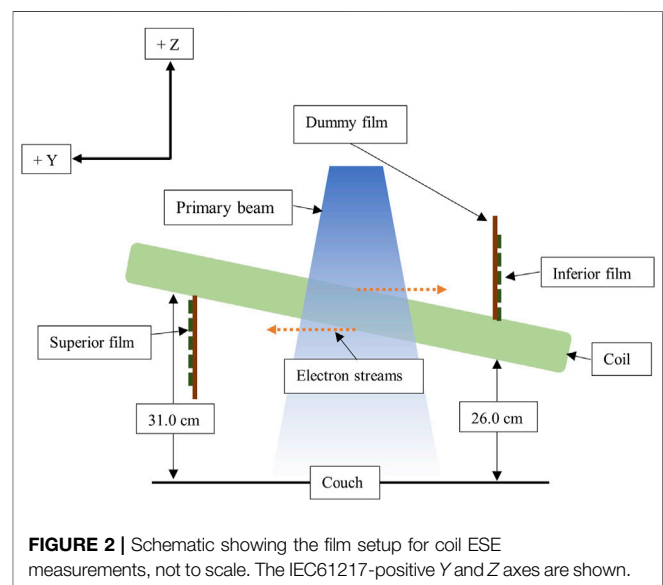 + Z
+ Y
Dummy film
Primary beam
Inferior film
Superior film
Electron streams
Coil
31.0 cm
26.0 cm
Couch
FIGURE 2 | Schematic showing the film setup for coil ESE
measurements, not to scale. The IEC61217-positive Y and Z axes are shown.